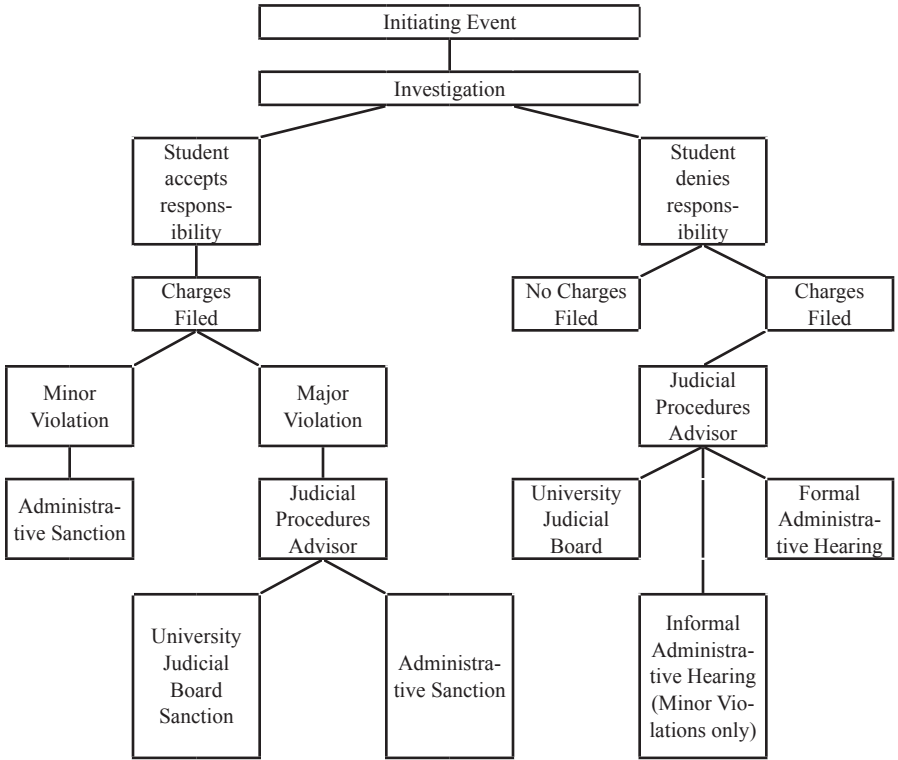 Initiating Event
Investigation
Student
accepts
respons-
ibility
Student
denies
respons-
ibility
Charges
Filed
No Charges
Filed
Charges
Filed
Minor
Violation
Major
Violation
Judicial
Procedures
Advisor
Administra-
tive Sanction
Judicial
Procedures
Advisor
University
Judicial
Board
Formal
Administra-
tive Hearing
University
Judicial
Board
Sanction
Administra-
tive Sanction
Informal
Administra-
tive Hearing
(Minor Vio-
lations only)